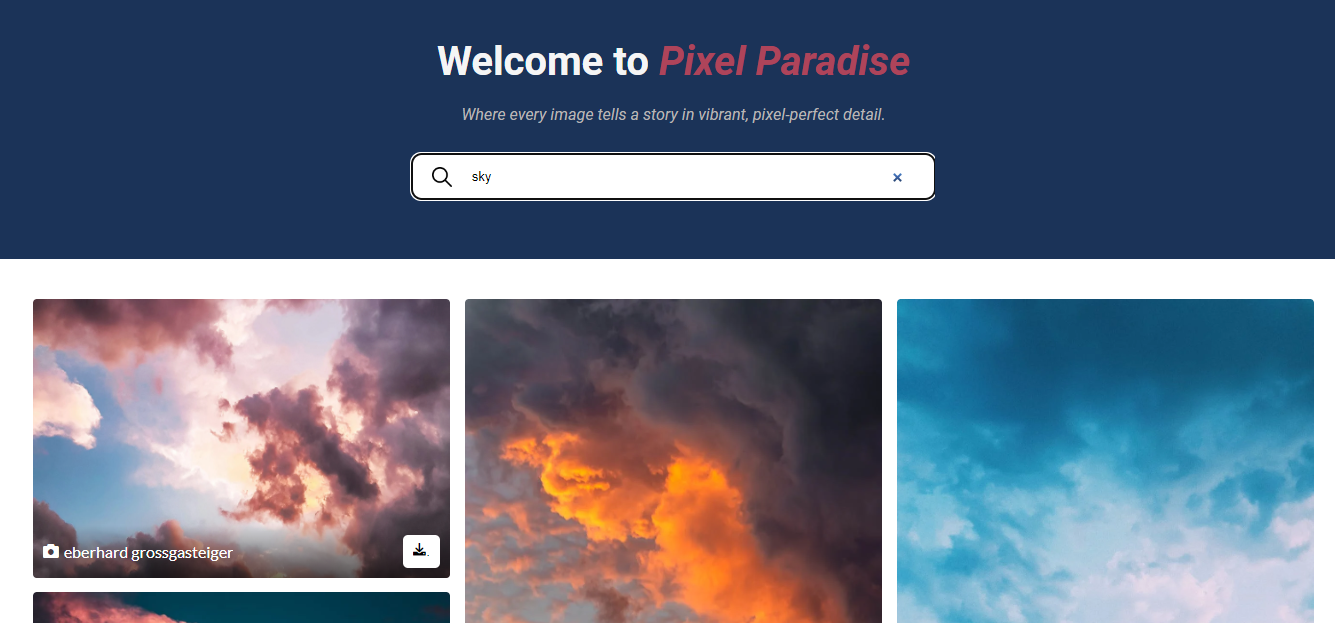 Welcome to Pixel Paradise
Where every image tells a story in vibrant, pixel-perfect detail.
sky
eberhard grossgasteiger